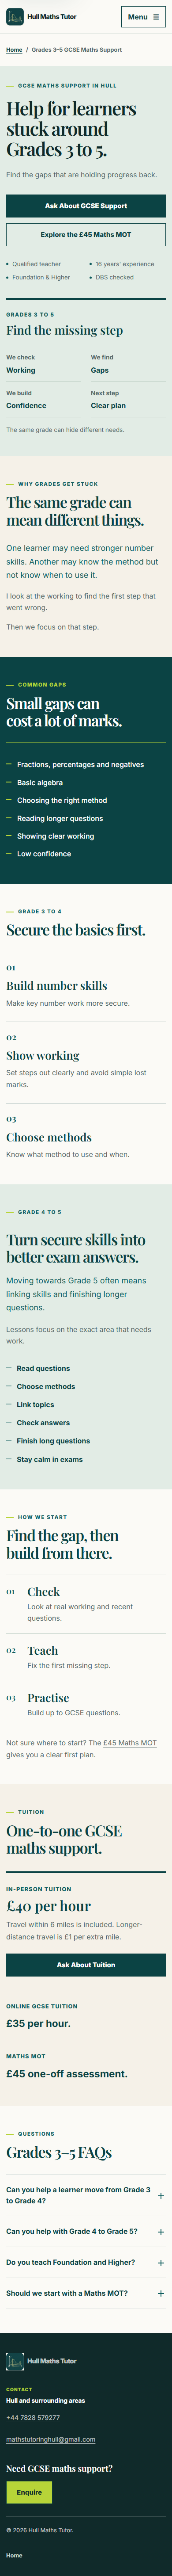 Hull Maths Tutor
Menu
Home / Grades 3–5 GCSE Maths Support
GCSE MATHS SUPPORT IN HULL
Help for learners
stuck around
Grades 3 to 5.
Find the gaps that are holding progress back.
Ask About GCSE Support
Explore the £45 Maths MOT
Qualified teacher
16 years' experience
Foundation & Higher
DBS checked
GRADES 3 TO 5
Find the missing step
We check
We find
Working
Gaps
We build
Next step
Confidence
Clear plan
The same grade can hide different needs.
WHY GRADES GET STUCK
The same grade can
mean different things.
One learner may need stronger number
skills. Another may know the method but
not know when to use it.
I look at the working to find the first step that
went wrong.
Then we focus on that step.
COMMON GAPS
Small gaps can
cost a lot of marks.
Fractions, percentages and negatives
Basic algebra
Choosing the right method
Reading longer questions
Showing clear working
Low confidence
GRADE 3 TO 4
Secure the basics first.
01
Build number skills
Make key number work more secure.
02
Show working
Set steps out clearly and avoid simple lost
marks.
03
Choose methods
Know what method to use and when.
GRADE 4 TO 5
Turn secure skills into
better exam answers.
Moving towards Grade 5 often means
linking skills and finishing longer
questions.
Lessons focus on the exact area that needs
work.
Read questions
Choose methods
Link topics
Check answers
Finish long questions
Stay calm in exams
HOW WE START
Find the gap, then
build from there.
01 Check
Look at real working and recent
questions.
02 Teach
Fix the first missing step.
03 Practise
Build up to GCSE questions.
Not sure where to start? The £45 Maths MOT
gives you a clear first plan.
TUITION
One-to-one GCSE
maths support.
IN-PERSON TUITION
£40 per hour
Travel within 6 miles is included. Longer-
distance travel is £1 per extra mile.
Ask About Tuition
ONLINE GCSE TUITION
£35 per hour.
MATHS MOT
£45 one-off assessment.
QUESTIONS
Grades 3–5 FAQs
Can you help a learner move from Grade 3
to Grade 4?
Can you help with Grade 4 to Grade 5?
Do you teach Foundation and Higher?
Should we start with a Maths MOT?
Hull Maths Tutor
CONTACT
Hull and surrounding areas
+44 7828 579277
mathstutoringhull@gmail.com
Need GCSE maths support?
Enquire
© 2026 Hull Maths Tutor.
Home